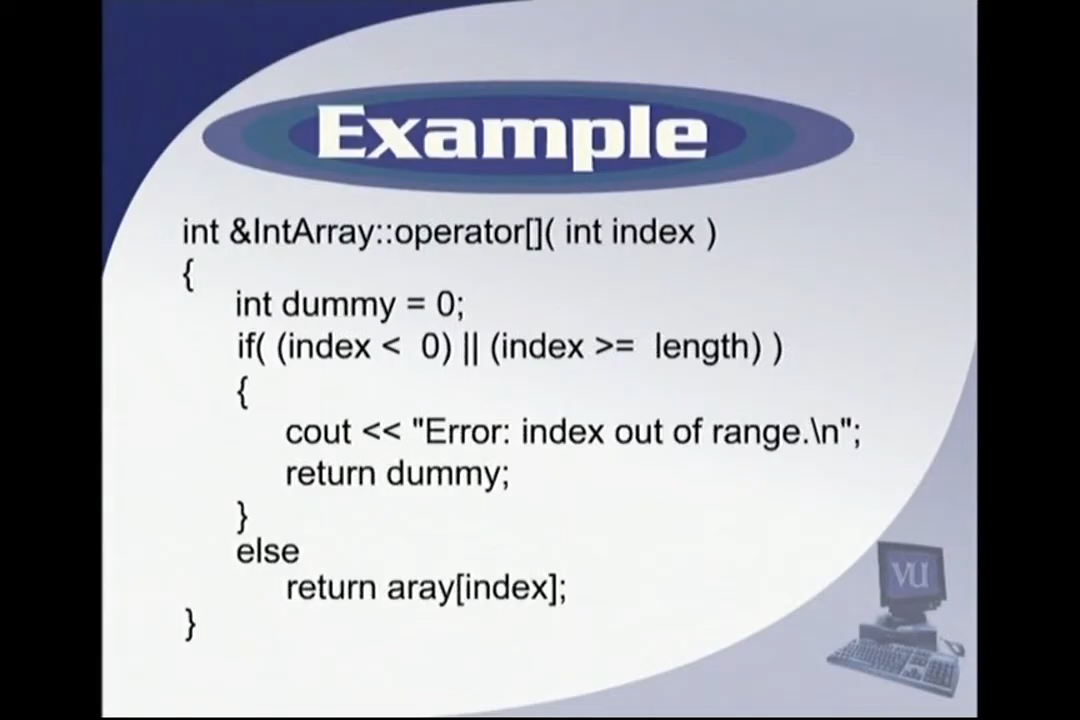 Example
int &IntArray::operator[]( int index )
{
int dummy = 0;
if( (index <  0) || (index >=  length) )
{
cout << "Error: index out of range.\n";
return dummy;
}
else
return aray[index];
}
VU